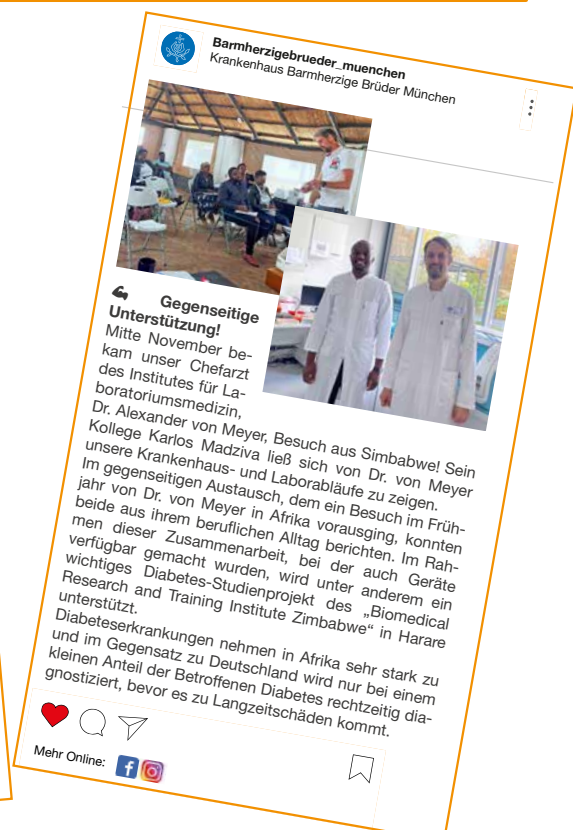 Barmherzigebrueder_muenchen
Krankenhaus Barmherzige Brüder München
Gegenseitige
Unterstützung!
Mitte November be-
kam unser Chefarzt
des Institutes für La-
boratoriumsmedizin,
Dr. Alexander von Meyer, Besuch aus Simbabwe! Sein
Kollege Karlos Madziva ließ sich von Dr. von Meyer
unsere Krankenhaus- und Laborabläufe zu zeigen.
Im gegenseitigen Austausch, dem ein Besuch im Früh-
jahr von Dr. von Meyer in Afrika vorausging, konnten
beide aus ihrem beruflichen Alltag berichten. Im Rah-
men dieser Zusammenarbeit, bei der auch Geräte
verfügbar gemacht wurden, wird unter anderem ein
wichtiges Diabetes-Studienprojekt des „Biomedical
Research and Training Institute Zimbabwe“ in Harare
unterstützt.
Diabeteserkrankungen nehmen in Afrika sehr stark zu
und im Gegensatz zu Deutschland wird nur bei einem
kleinen Anteil der Betroffenen Diabetes rechtzeitig dia-
gnostiziert, bevor es zu Langzeitschäden kommt.
Mehr Online: